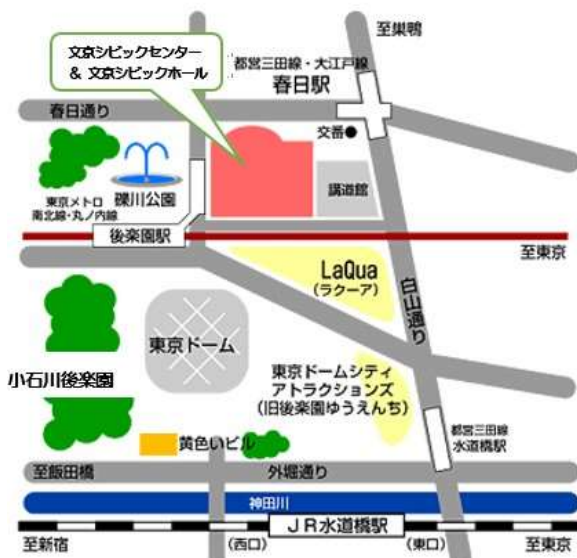 至巣鴨
文京シビックセンター
& 文京シビックホール
都営三田線・大江戸線
春日駅
春日通り
交番
講道館
東京メトロ
南北線・丸ノ内線
礫川公園
後楽園駅
至東京
LaQua
(ラクーア)
白山通り
東京ドーム
小石川後楽園
東京ドームシティ
アトラクションズ
(旧後楽園ゆうえんち)
都営三田線
水道橋駅
黄色いビル
至飯田橋
外堀通り
神田川
JR水道橋駅
至新宿
(西口)
(東口)
至東京